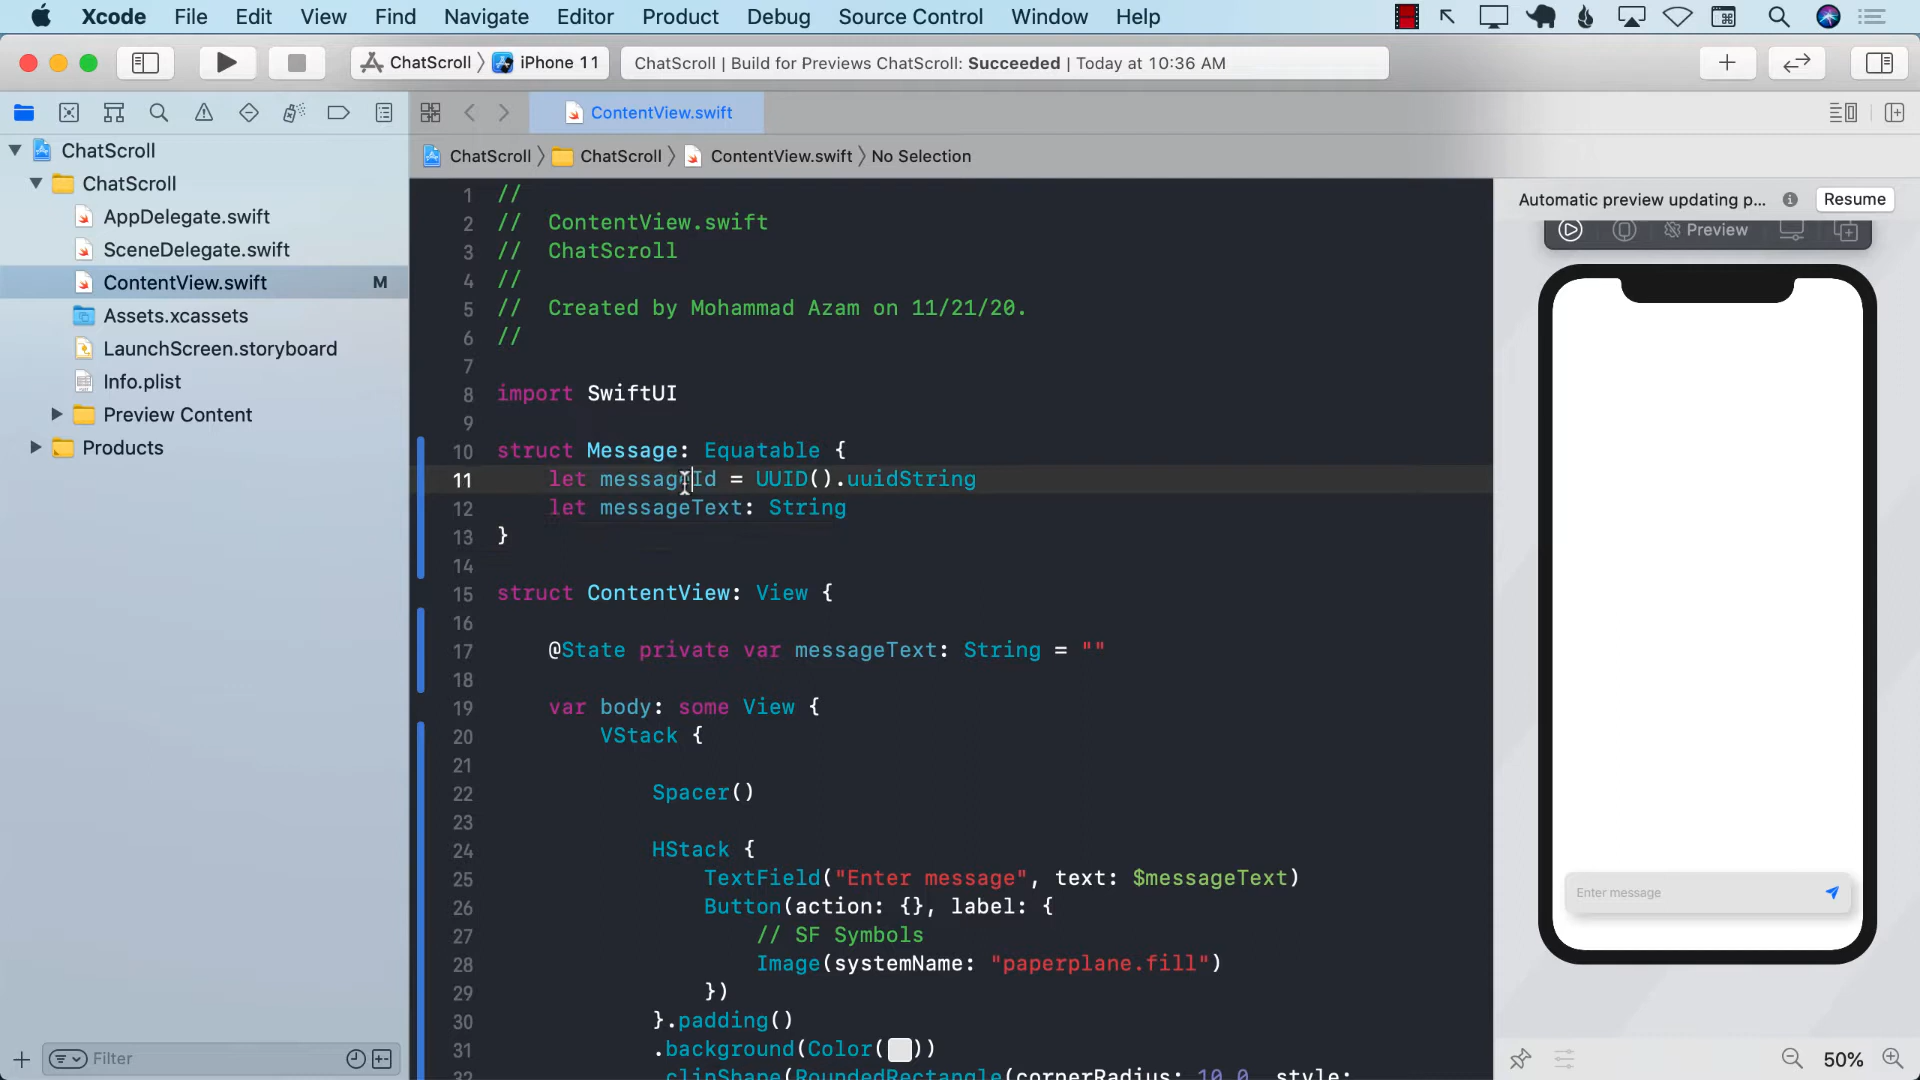 Xcode File Edit View Find Navigate Editor Product Debug Source Control Window Help
ChatScroll iPhone 11
ChatScroll | Build for Previews ChatScroll: Succeeded | Today at 10:36 AM
ContentView.swift
ChatScroll ChatScroll ContentView.swift No Selection
ChatScroll
ChatScroll
AppDelegate.swift
SceneDelegate.swift
ContentView.swift M
Assets.xcassets
LaunchScreen.storyboard
Info.plist
Preview Content
Products
Filter
1 //
2 // ContentView.swift
3 // ChatScroll
4 //
5 // Created by Mohammad Azam on 11/21/20.
6 //
7
8 import SwiftUI
9
10 struct Message: Equatable {
11 let messageId = UUID().uuidString
12 let messageText: String
13 }
14
15 struct ContentView: View {
16
17 @State private var messageText: String = ""
18
19 var body: some View {
20 VStack {
21
22 Spacer()
23
24 HStack {
25 TextField("Enter message", text: $messageText)
26 Button(action: {}, label: {
27 // SF Symbols
28 Image(systemName: "paperplane.fill")
29 })
30 }.padding()
31 .background(Color( ))
32 .clipShape(RoundedRectangle(cornerRadius: 10.0, style:
Automatic preview updating p... Resume
Preview
Enter message
50%